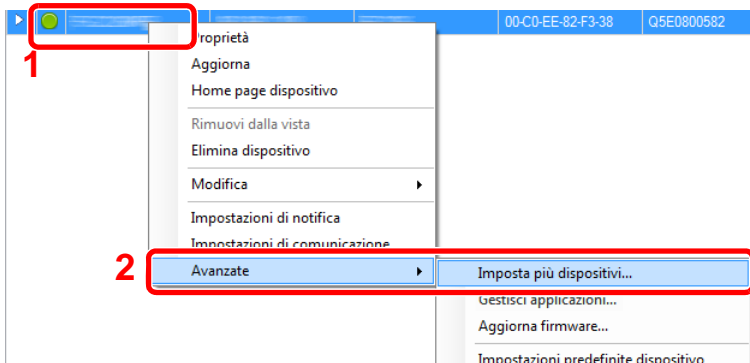 00-C0-EE-82-F3-38 Q5E0800582
1
Proprietà
Aggiorna
Home page dispositivo
Rimuovi dalla vista
Elimina dispositivo
Modifica
Impostazioni di notifica
Impostazioni di comunicazione
2
Avanzate
Imposta più dispositivi...
Gestisci applicazioni...
Aggiorna firmware...
Impostazioni predefinite dispositivo